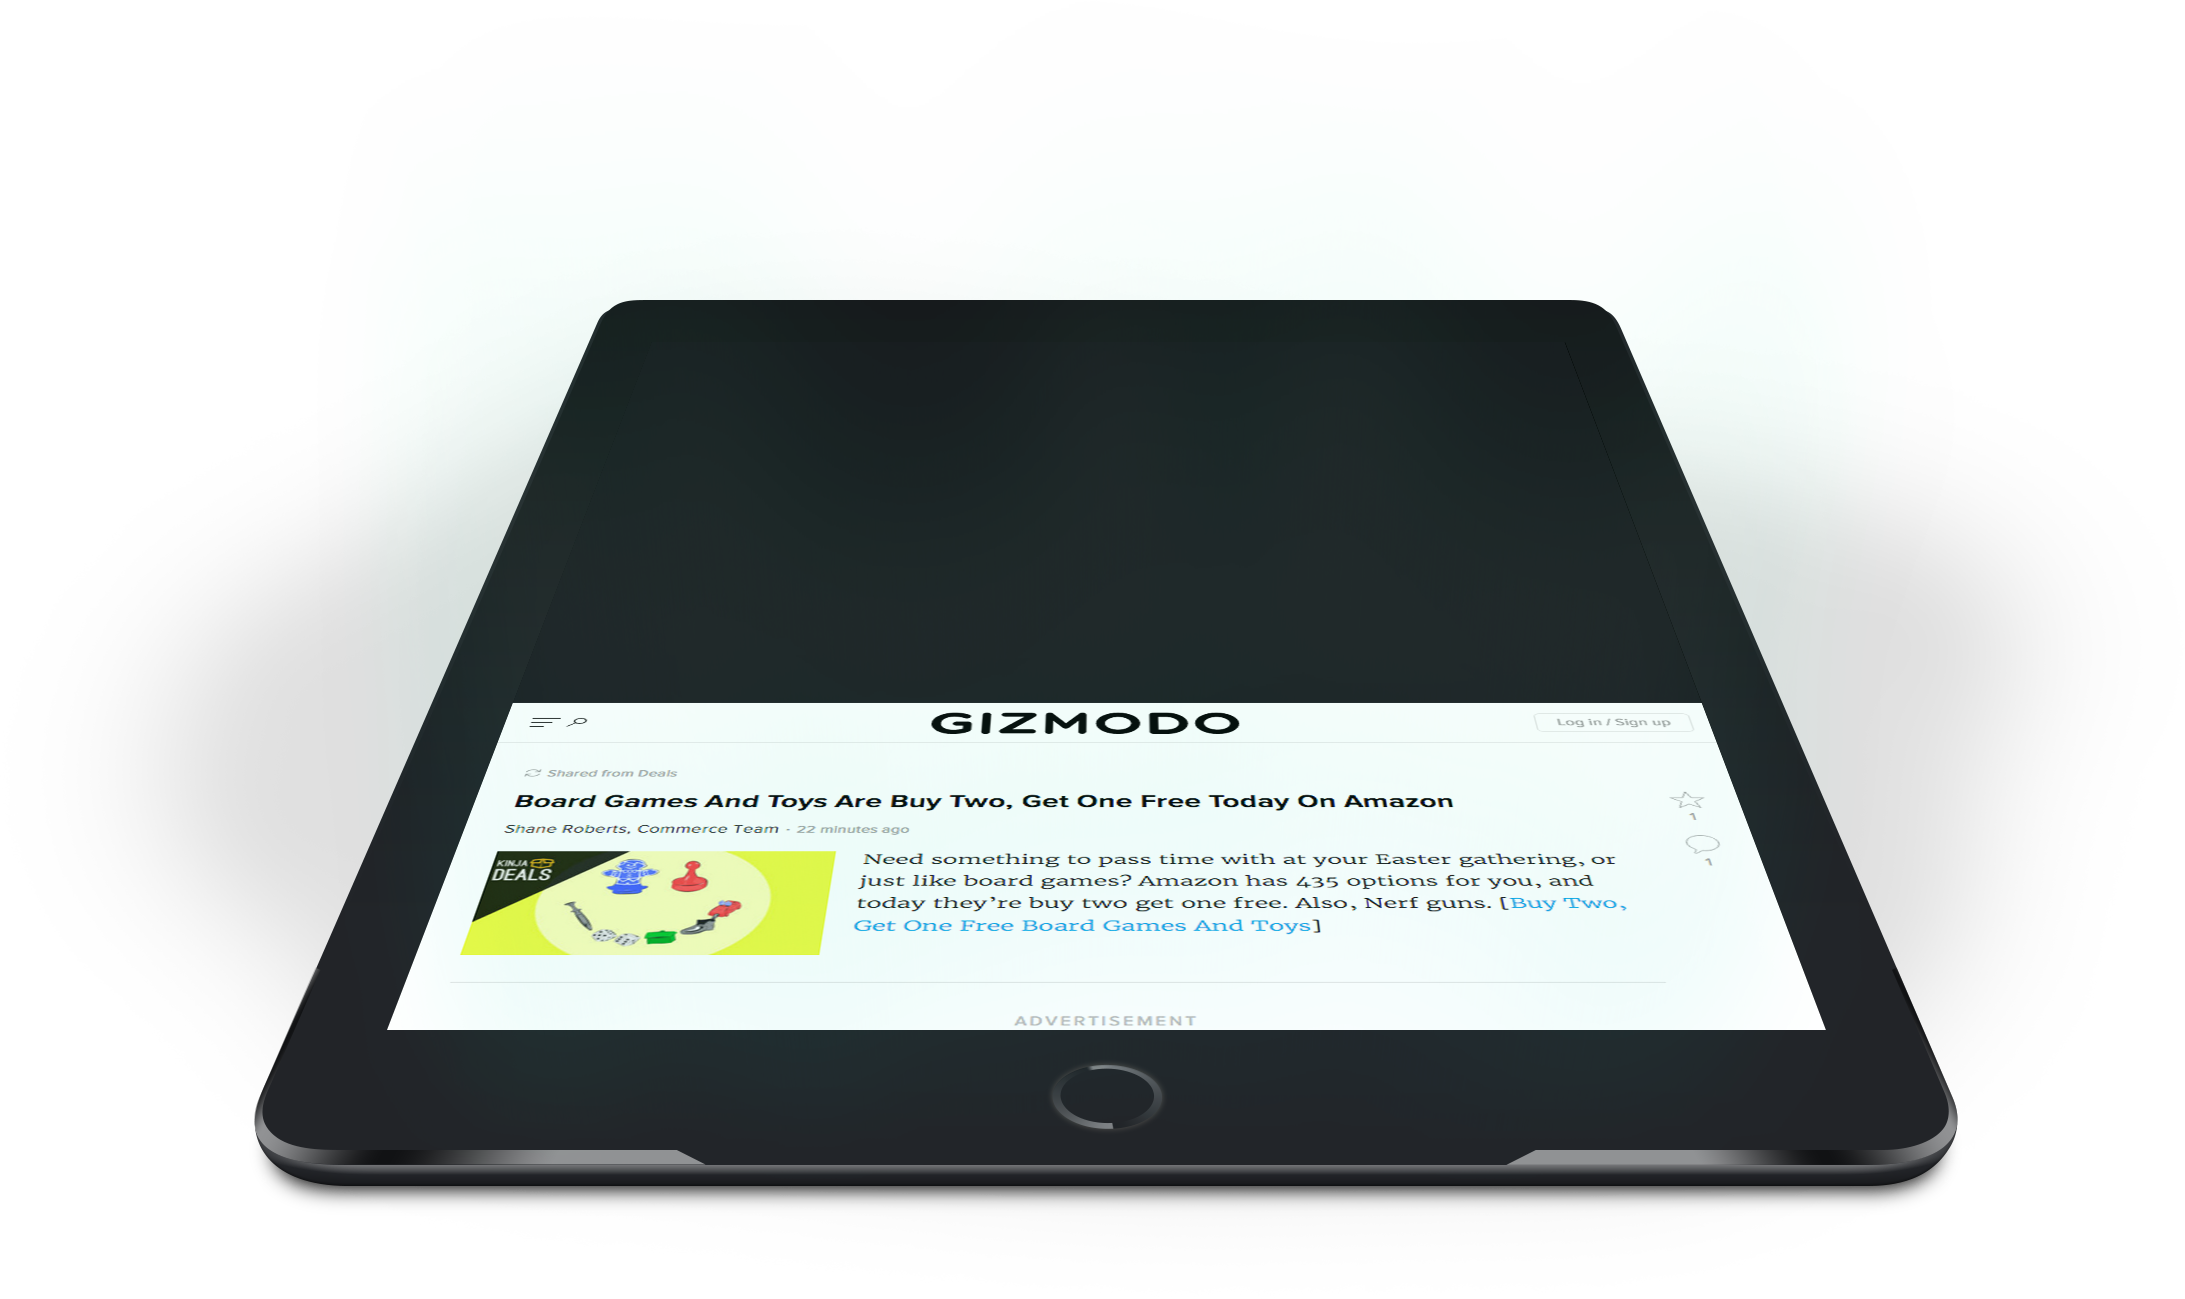 GIZMODO
Log in / Sign up
Shared from Deals
Board Games And Toys Are Buy Two, Get One Free Today On Amazon
1
Shane Roberts, Commerce Team · 22 minutes ago
1
KINJA
DEALS
Need something to pass time with at your Easter gathering, or
just like board games? Amazon has 435 options for you, and
today they’re buy two get one free. Also, Nerf guns. [Buy Two,
Get One Free Board Games And Toys]
ADVERTISEMENT